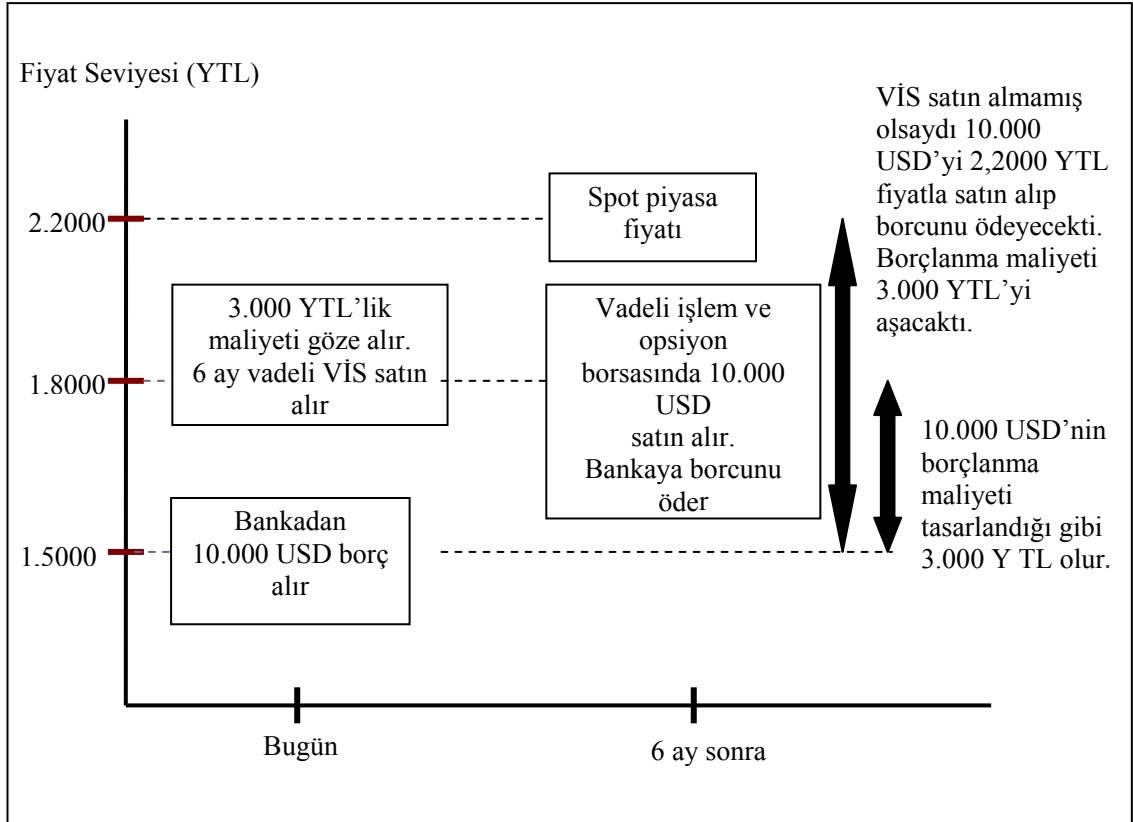 Fiyat Seviyesi (YTL)
2.2000
1.8000
1.5000
3.000 YTL’lik
maliyeti göze alır.
6 ay vadeli VİS satın
alır
Bankadan
10.000 USD borç
alır
Spot piyasa
fiyatı
Vadeli işlem ve
opsiyon
borsasında 10.000
USD
satın alır.
Bankaya borcunu
öder
VİS satın almamış
olsaydı 10.000
USD’yi 2,2000 YTL
fiyatla satın alıp
borcunu ödeyecekti.
Borçlanma maliyeti
3.000 YTL’yi
aşacaktı.
10.000 USD’nin
borçlanma
maliyeti
tasarlandığı gibi
3.000 Y TL olur.
Bugün
6 ay sonra